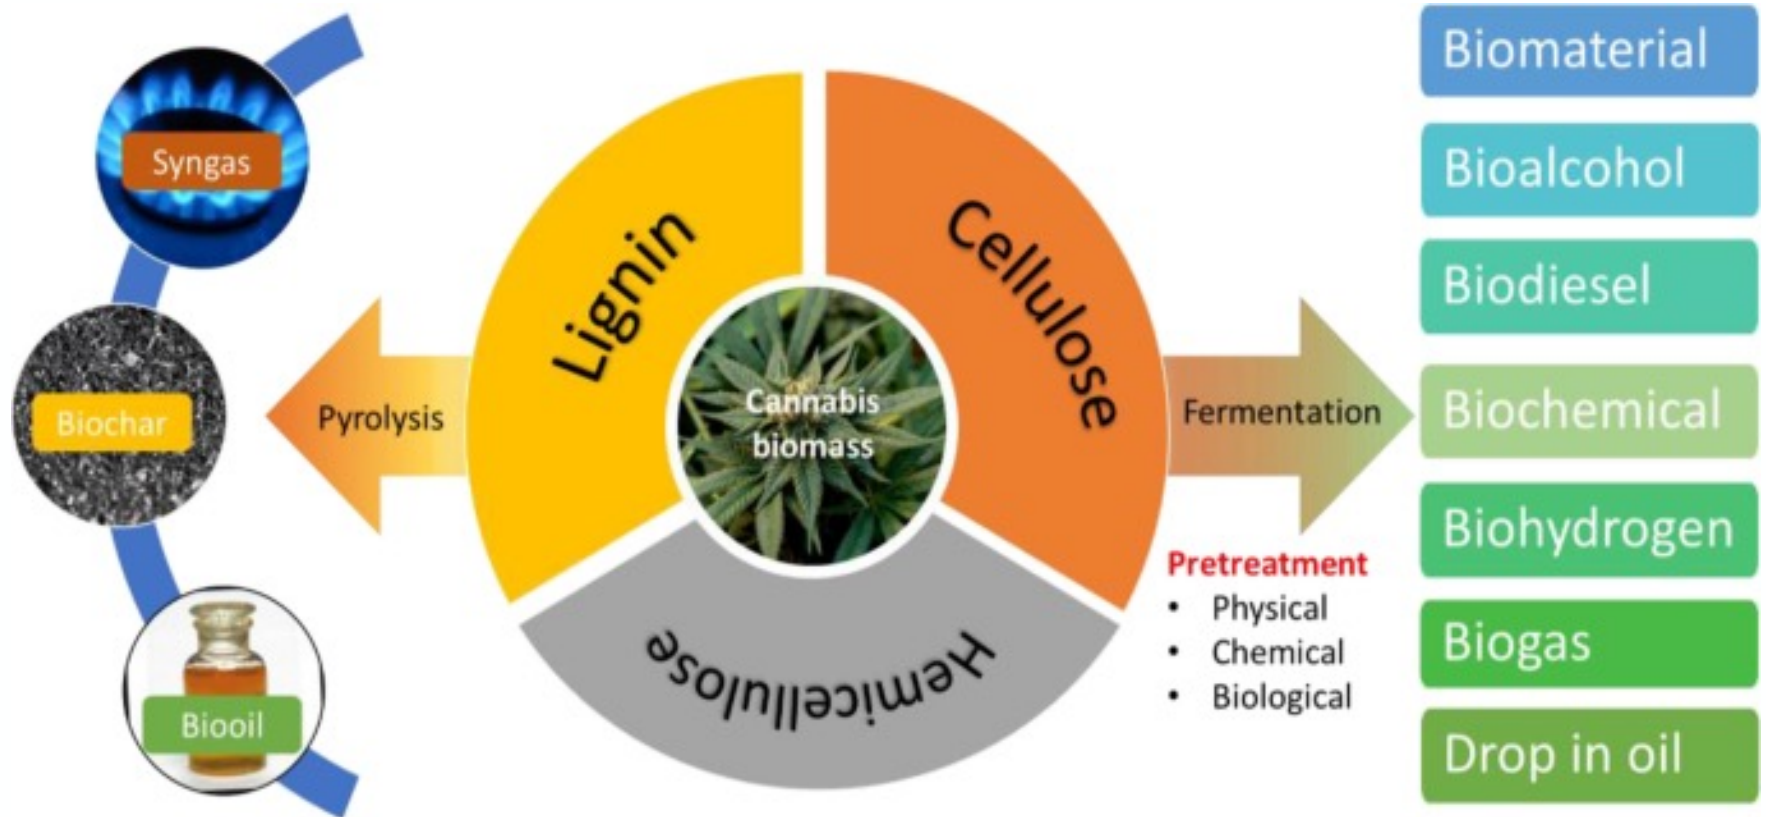 Syngas
Biochar
Biooil
Pyrolysis
Lignin
Cellulose
Hemicellulose
Cannabis
biomass
Fermentation
Pretreatment
• Physical
• Chemical
• Biological
Biomaterial
Bioalcohol
Biodiesel
Biochemical
Biohydrogen
Biogas
Drop in oil